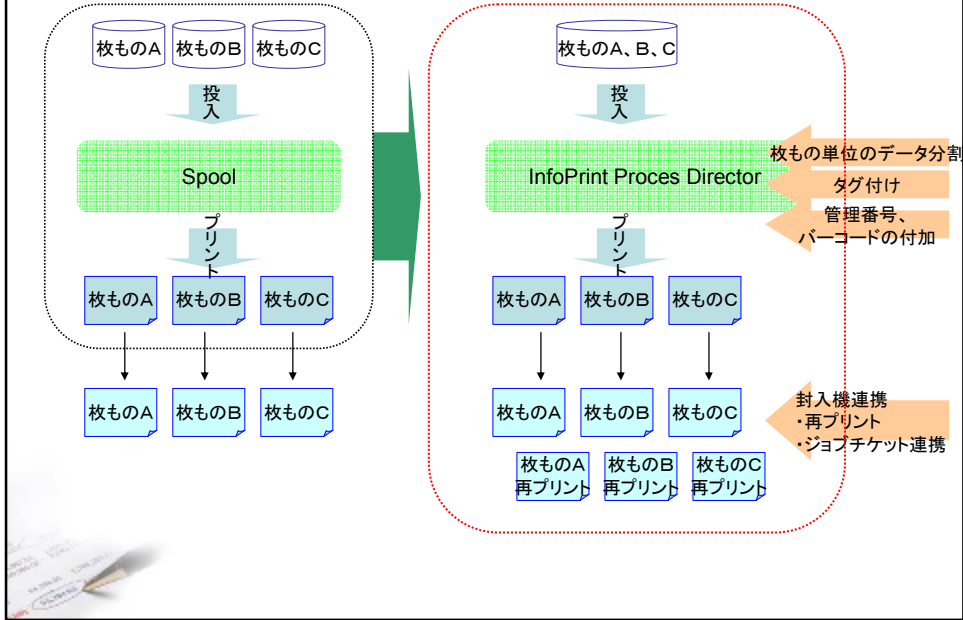 枚ものA
枚ものB
枚ものC
投入
Spool
プリント
枚ものA
枚ものB
枚ものC
枚ものA
枚ものB
枚ものC
枚ものA、B、C
投入
InfoPrint Proces Director
プリント
枚ものA
枚ものB
枚ものC
枚ものA
枚ものB
枚ものC
枚ものA
再プリント
枚ものB
再プリント
枚ものC
再プリント
枚もの単位のデータ分割
タグ付け
管理番号、
バーコードの付加
封入機連携
・再プリント
・ジョブチケット連携